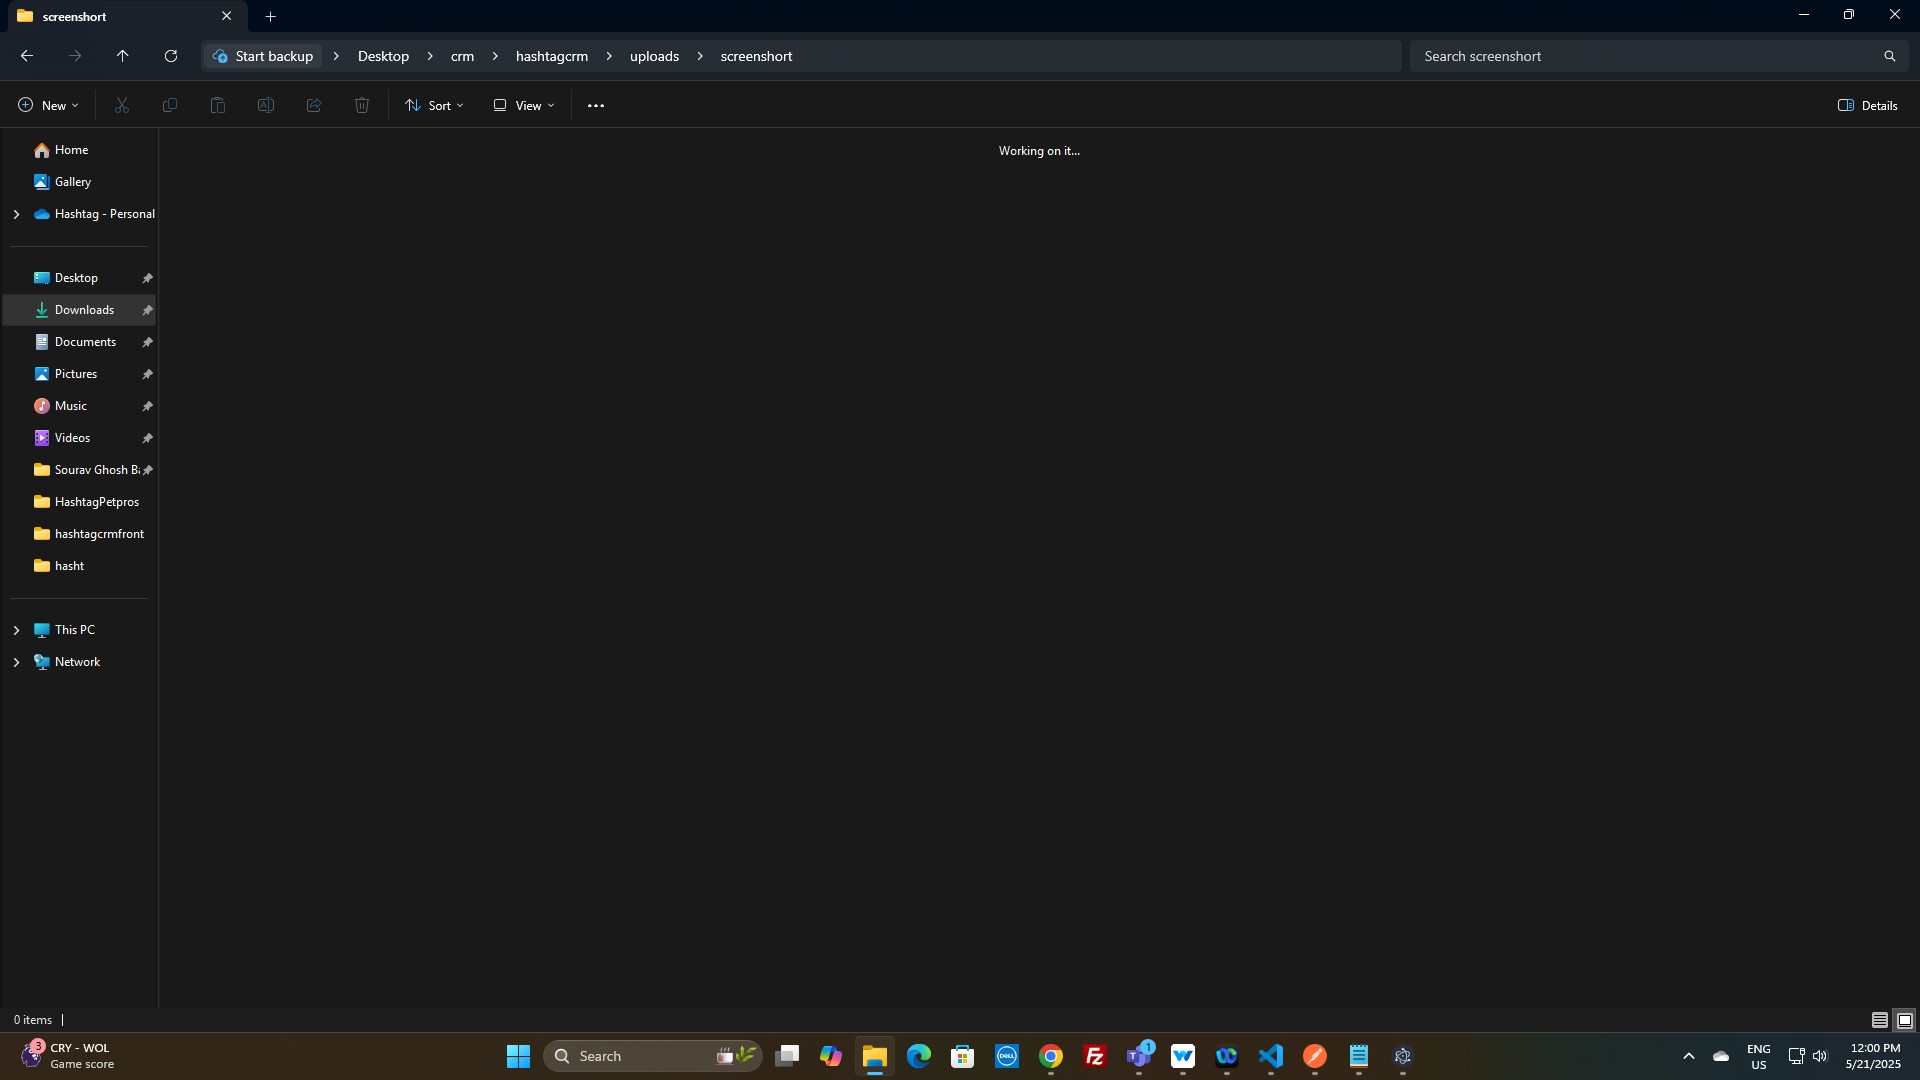 screenshort
Start backup
Desktop
crm
hashtagcrm
uploads
screenshort
Search screenshort
New
Sort
View
Details
Home
Gallery
Hashtag - Personal
Desktop
Downloads
Documents
Pictures
Music
Videos
Sourav Ghosh
HashtagPetpros
hashtagcrmfront
hasht
This PC
Network
Working on it...
0 items
3
CRY - WOL
Game score
Search
DELL
Fz
1
ENG
US
12:00 PM
5/21/2025